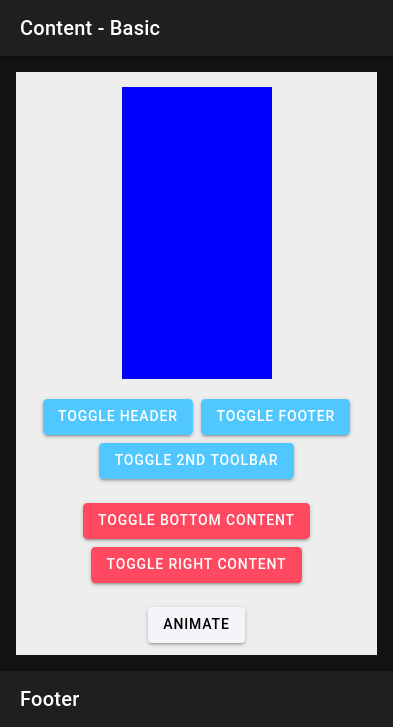 Content - Basic
TOGGLE HEADER TOGGLE FOOTER
TOGGLE 2ND TOOLBAR
TOGGLE BOTTOM CONTENT
TOGGLE RIGHT CONTENT
ANIMATE
Footer